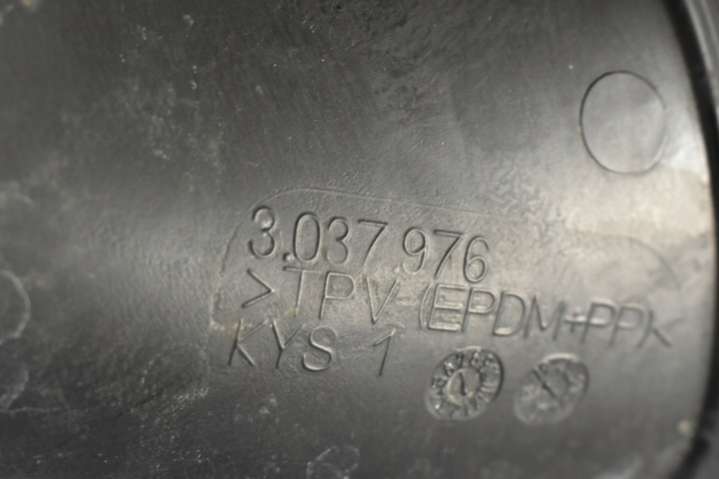 3.037.976
>TPV-(EPDM+PP)<
KYS 1